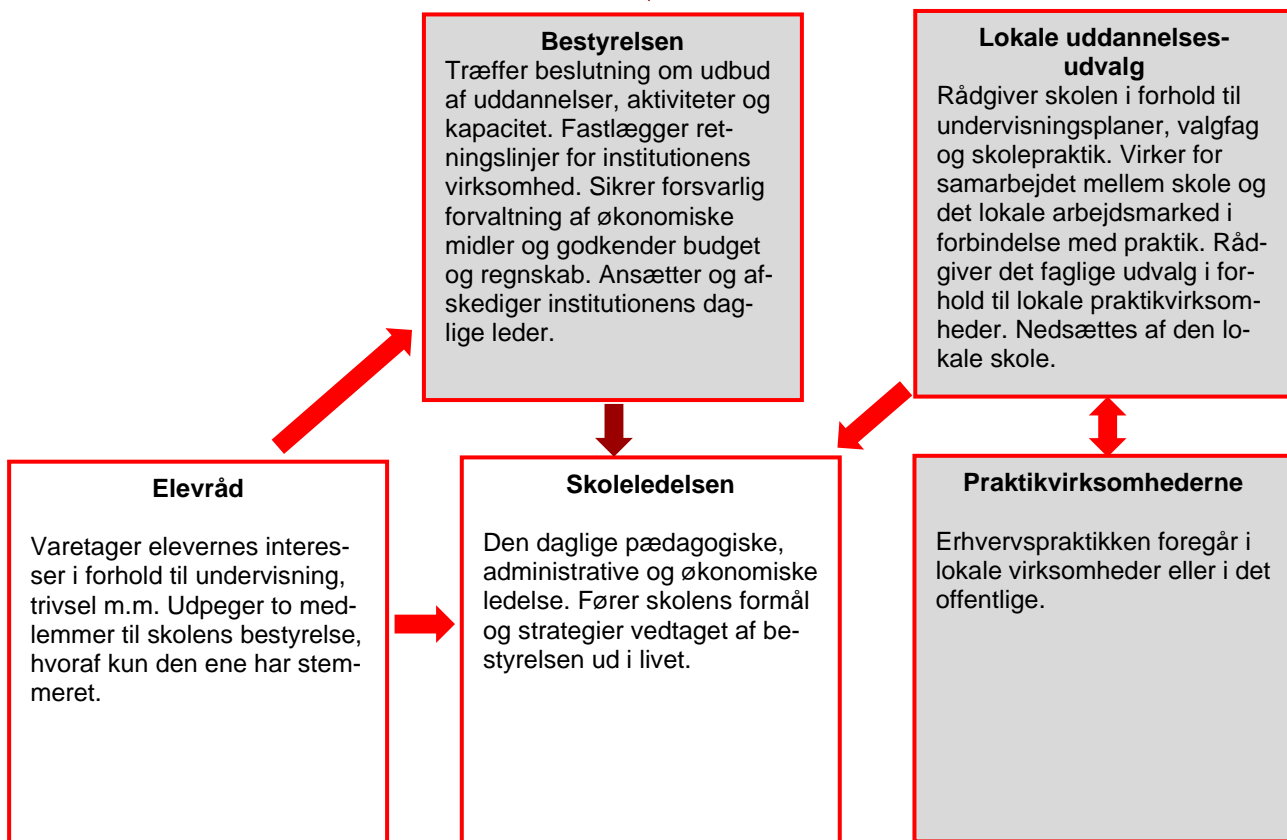 Bestyrelsen
Træffer beslutning om udbud
af uddannelser, aktiviteter og
kapacitet. Fastlægger ret-
ningslinjer for institutionens
virksomhed. Sikrer forsvarlig
forvaltning af økonomiske
midler og godkender budget
og regnskab. Ansætter og af-
skediger institutionens dag-
lige leder.
Lokale uddannelses-
udvalg
Rådgiver skolen i forhold til
undervisningsplaner, valgfag
og skolepraktik. Virker for
samarbejdet mellem skole og
det lokale arbejdsmarked i
forbindelse med praktik. Råd-
giver det faglige udvalg i for-
hold til lokale praktikvirksom-
heder. Nedsættes af den lo-
kale skole.
Elevråd
Varetager elevernes interes-
ser i forhold til undervisning,
trivsel m.m. Udpeger to med-
lemmer til skolens bestyrelse,
hvoraf kun den ene har stem-
meret.
Skoleledelsen
Den daglige pædagogiske,
administrative og økonomiske
ledelse. Fører skolens formål
og strategier vedtaget af be-
styrelsen ud i livet.
Praktikvirksomhederne
Erhvervspraktikken foregår i
lokale virksomheder eller i det
offentlige.